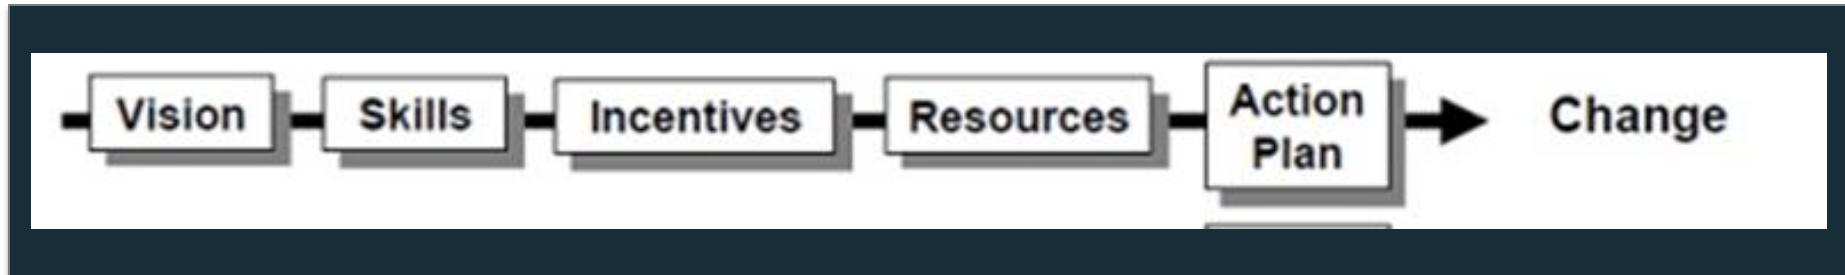 Vision
Skills
Incentives
Resources
Action
Plan
Change